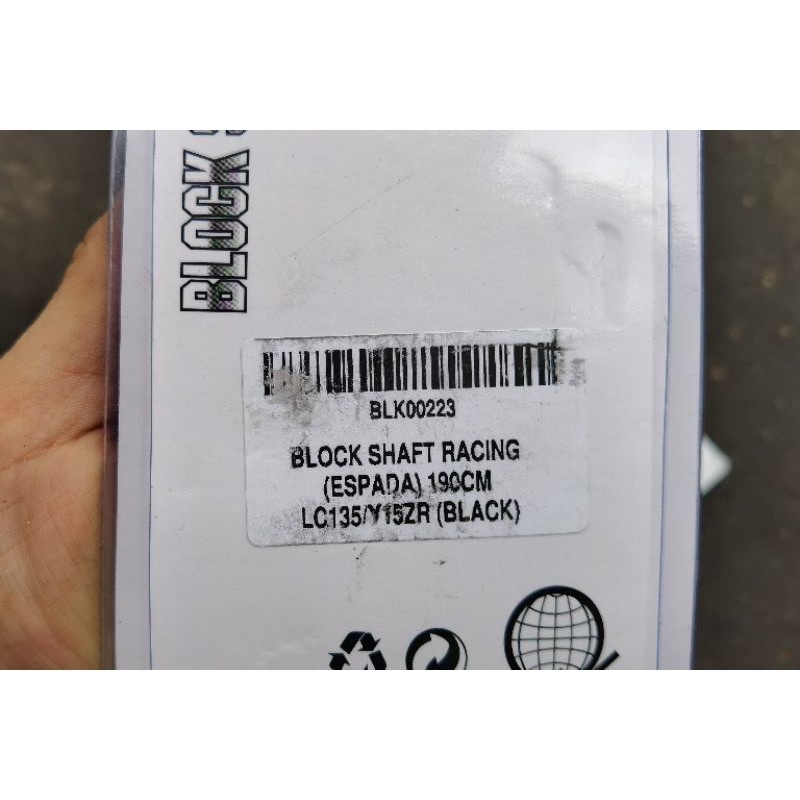 BLOCK
BLK00223
BLOCK SHAFT RACING
(ESPADA) 190CM
LC135/Y15ZR (BLACK)